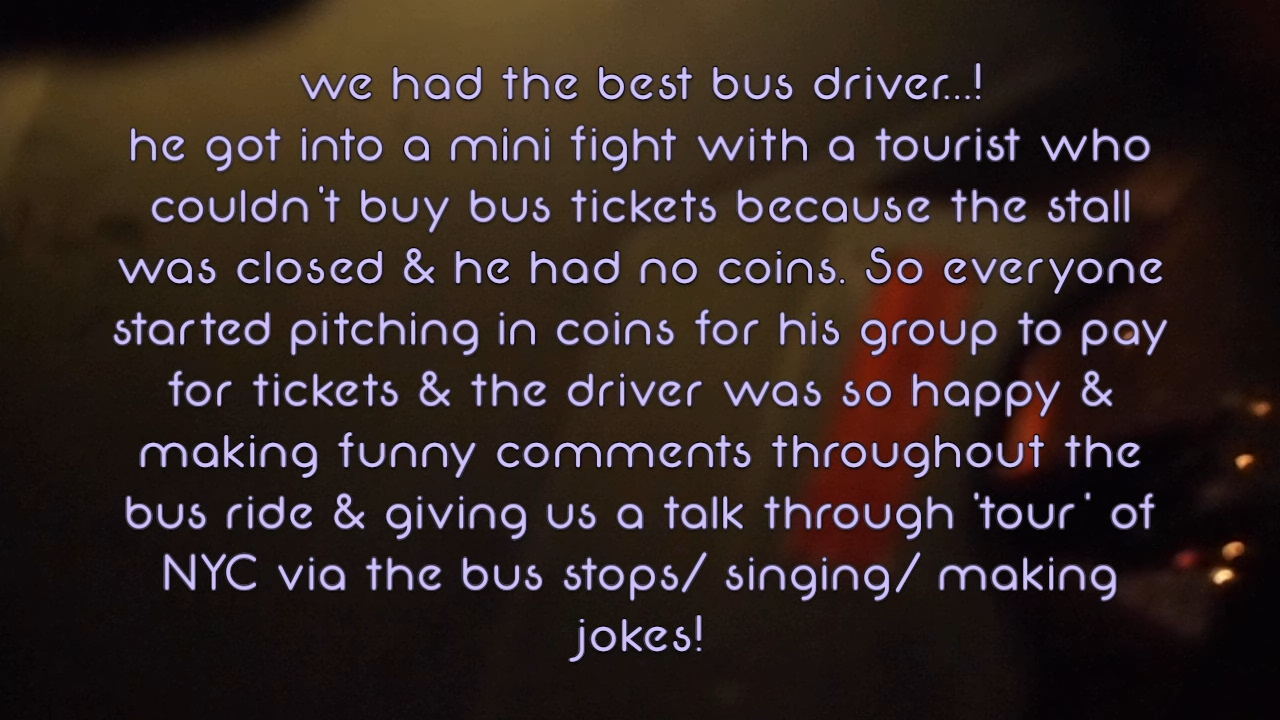 we had the best bus driver...!
he got into a mini fight with a tourist who
couldn't buy bus tickets because the stall
was closed & he had no coins. So everyone
started pitching in coins for his group to pay
for tickets & the driver was so happy &
making funny comments throughout the
bus ride & giving us a talk through 'tour' of
NYC via the bus stops/ singing/ making
jokes!